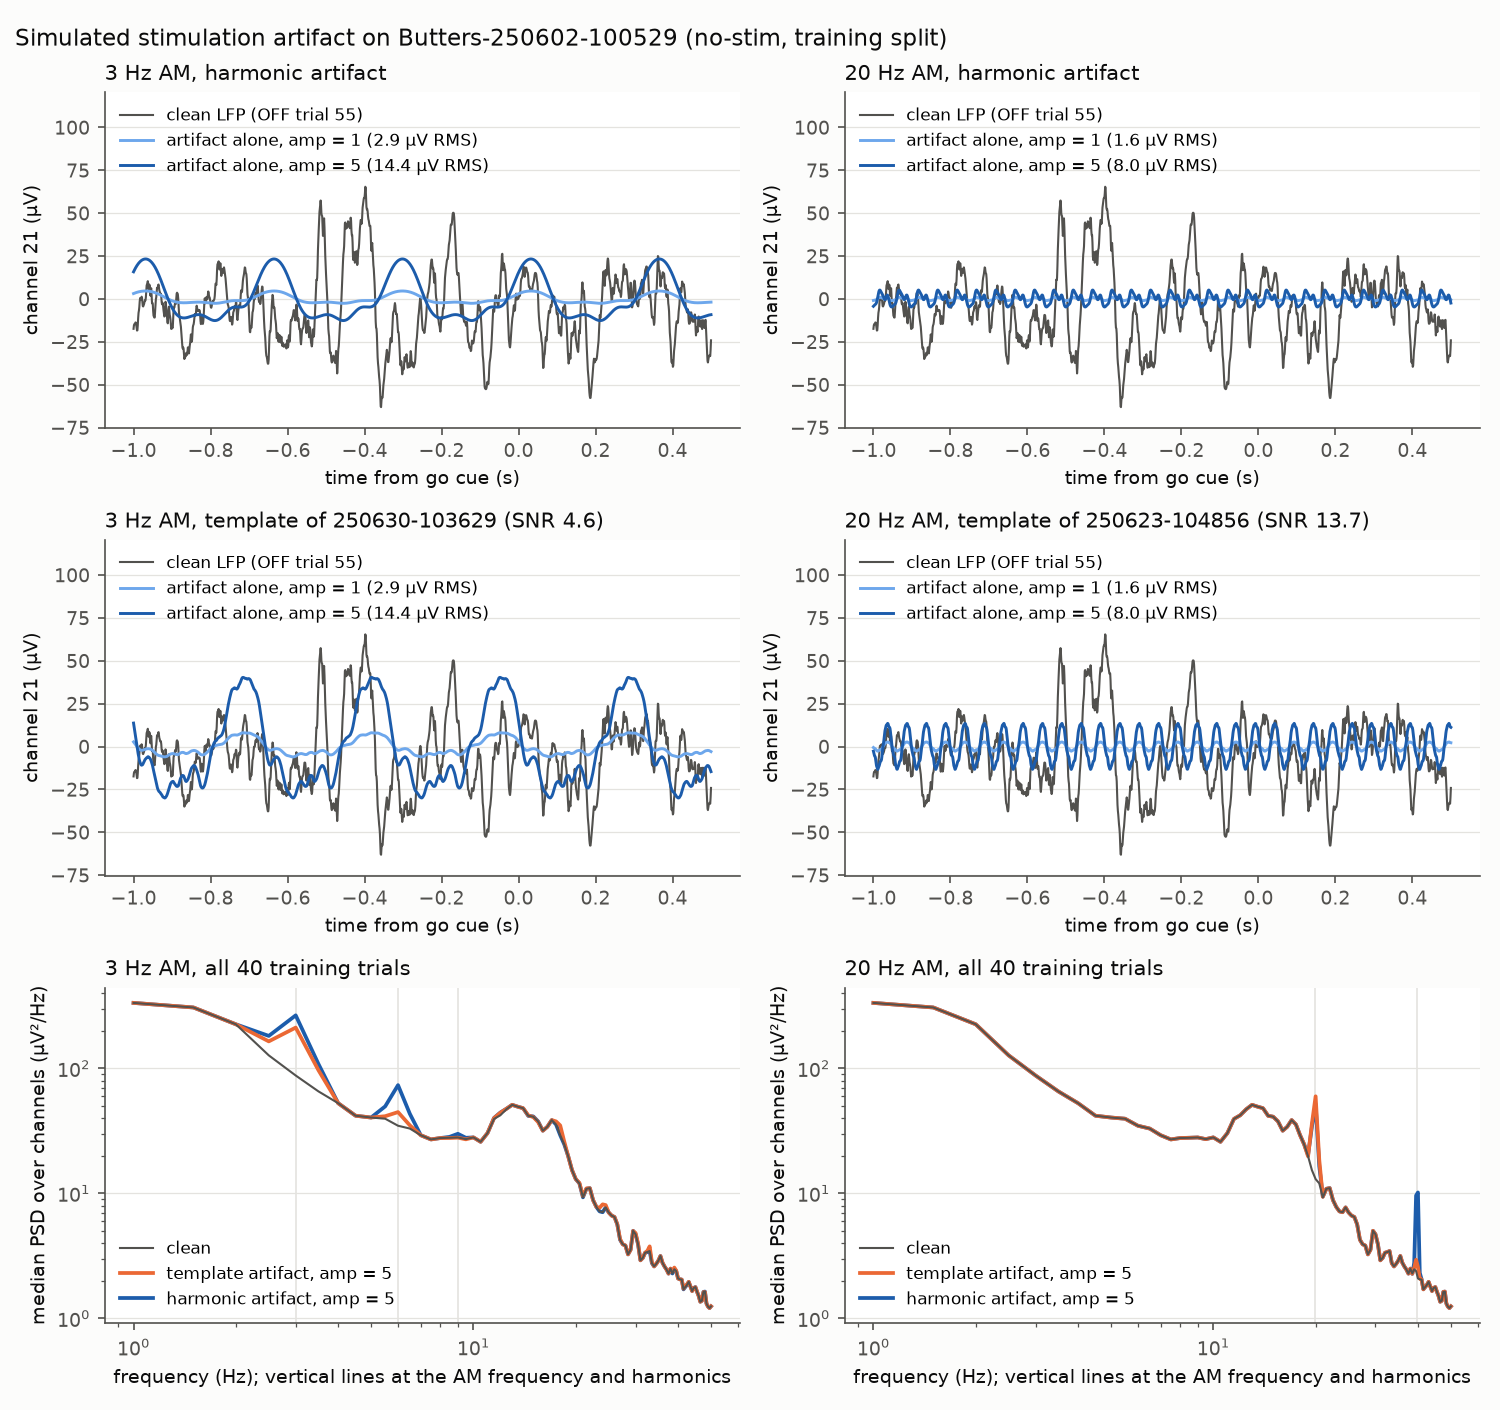 Simulated stimulation artifact on Butters-250602-100529 (no-stim, training split)
3 Hz AM, harmonic artifact
clean LFP (OFF trial 55)
artifact alone, amp = 1 (2.9 µV RMS)
artifact alone, amp = 5 (14.4 µV RMS)
channel 21 (µV)
100
75
50
25
0
−25
−50
−75
−1.0 −0.8 −0.6 −0.4 −0.2 0.0 0.2 0.4
time from go cue (s)
20 Hz AM, harmonic artifact
clean LFP (OFF trial 55)
artifact alone, amp = 1 (1.6 µV RMS)
artifact alone, amp = 5 (8.0 µV RMS)
channel 21 (µV)
100
75
50
25
0
−25
−50
−75
−1.0 −0.8 −0.6 −0.4 −0.2 0.0 0.2 0.4
time from go cue (s)
3 Hz AM, template of 250630-103629 (SNR 4.6)
clean LFP (OFF trial 55)
artifact alone, amp = 1 (2.9 µV RMS)
artifact alone, amp = 5 (14.4 µV RMS)
channel 21 (µV)
100
75
50
25
0
−25
−50
−75
−1.0 −0.8 −0.6 −0.4 −0.2 0.0 0.2 0.4
time from go cue (s)
20 Hz AM, template of 250623-104856 (SNR 13.7)
clean LFP (OFF trial 55)
artifact alone, amp = 1 (1.6 µV RMS)
artifact alone, amp = 5 (8.0 µV RMS)
channel 21 (µV)
100
75
50
25
0
−25
−50
−75
−1.0 −0.8 −0.6 −0.4 −0.2 0.0 0.2 0.4
time from go cue (s)
3 Hz AM, all 40 training trials
median PSD over channels (µV²/Hz)
10²
10¹
10⁰
clean
template artifact, amp = 5
harmonic artifact, amp = 5
10⁰ 10¹
frequency (Hz); vertical lines at the AM frequency and harmonics
20 Hz AM, all 40 training trials
median PSD over channels (µV²/Hz)
10²
10¹
10⁰
clean
template artifact, amp = 5
harmonic artifact, amp = 5
10⁰ 10¹
frequency (Hz); vertical lines at the AM frequency and harmonics